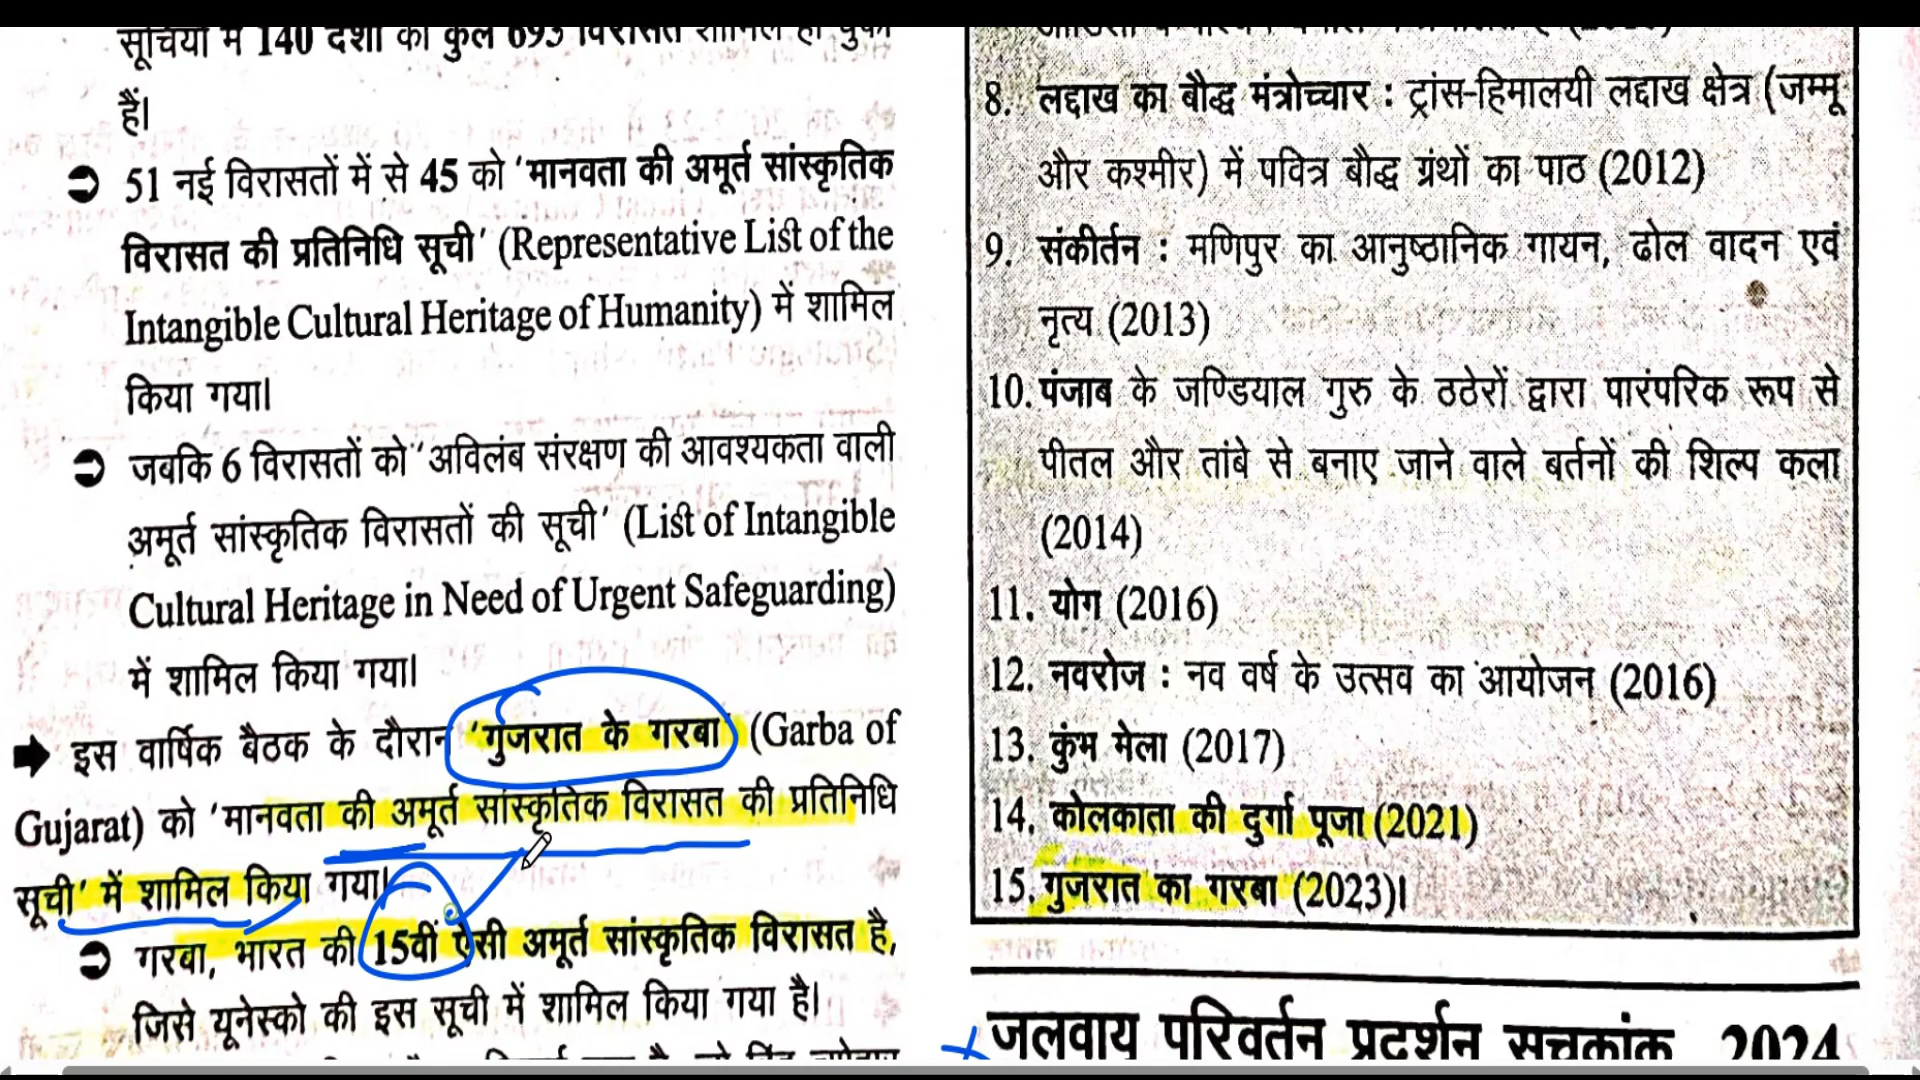 सूचियों में 140 देशों की कुल
हैं।
51 नई विरासतों में से 45 को 'मानवता की अमूर्त सांस्कृतिक
विरासत की प्रतिनिधि सूची' (Representative List of the
Intangible Cultural Heritage of Humanity) में शामिल
किया गया।
जबकि 6 विरासतों को 'अविलंब संरक्षण की आवश्यकता वाली
अमूर्त सांस्कृतिक विरासतों की सूची' (List of Intangible
Cultural Heritage in Need of Urgent Safeguarding)
में शामिल किया गया।
इस वार्षिक बैठक के दौरान 'गुजरात के गरबा' (Garba of
Gujarat) को 'मानवता की अमूर्त सांस्कृतिक विरासत की प्रतिनिधि
सूची' में शामिल किया गया।
गरबा, भारत की 15वीं ऐसी अमूर्त सांस्कृतिक विरासत है,
जिसे यूनेस्को की इस सूची में शामिल किया गया है।
8. लद्दाख का बौद्ध मंत्रोच्चार : ट्रांस-हिमालयी लद्दाख क्षेत्र (जम्मू
और कश्मीर) में पवित्र बौद्ध ग्रंथों का पाठ (2012)
9. संकीर्तन : मणिपुर का आनुष्ठानिक गायन, ढोल वादन एवं
नृत्य (2013)
10. पंजाब के जण्डियाल गुरु के ठठेरों द्वारा पारंपरिक रूप से
पीतल और तांबे से बनाए जाने वाले बर्तनों की शिल्प कला
(2014)
11. योग (2016)
12. नवरोज : नव वर्ष के उत्सव का आयोजन (2016)
13. कुंभ मेला (2017)
14. कोलकाता की दुर्गा पूजा (2021)
15. गुजरात का गरबा (2023)।
जलवायु परिवर्तन प्रदर्शन सूचकांक, 2024